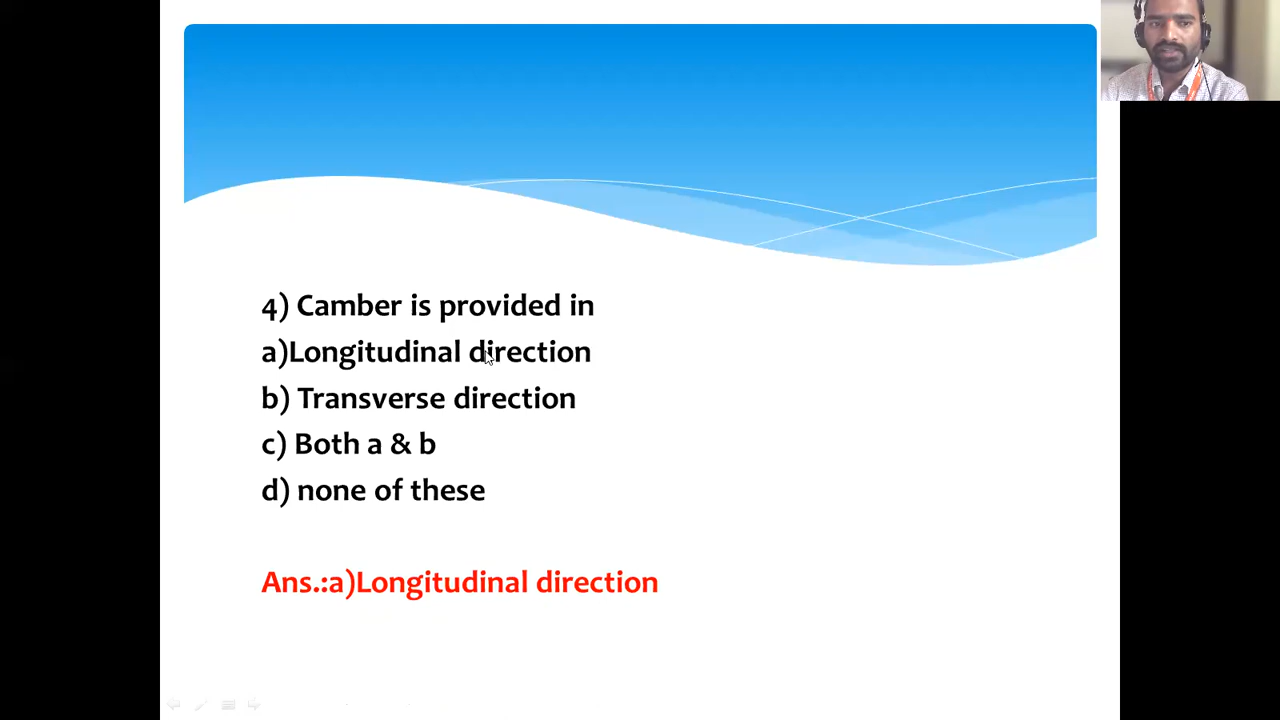 4) Camber is provided in
a)Longitudinal direction
b) Transverse direction
c) Both a & b
d) none of these
Ans.:a)Longitudinal direction